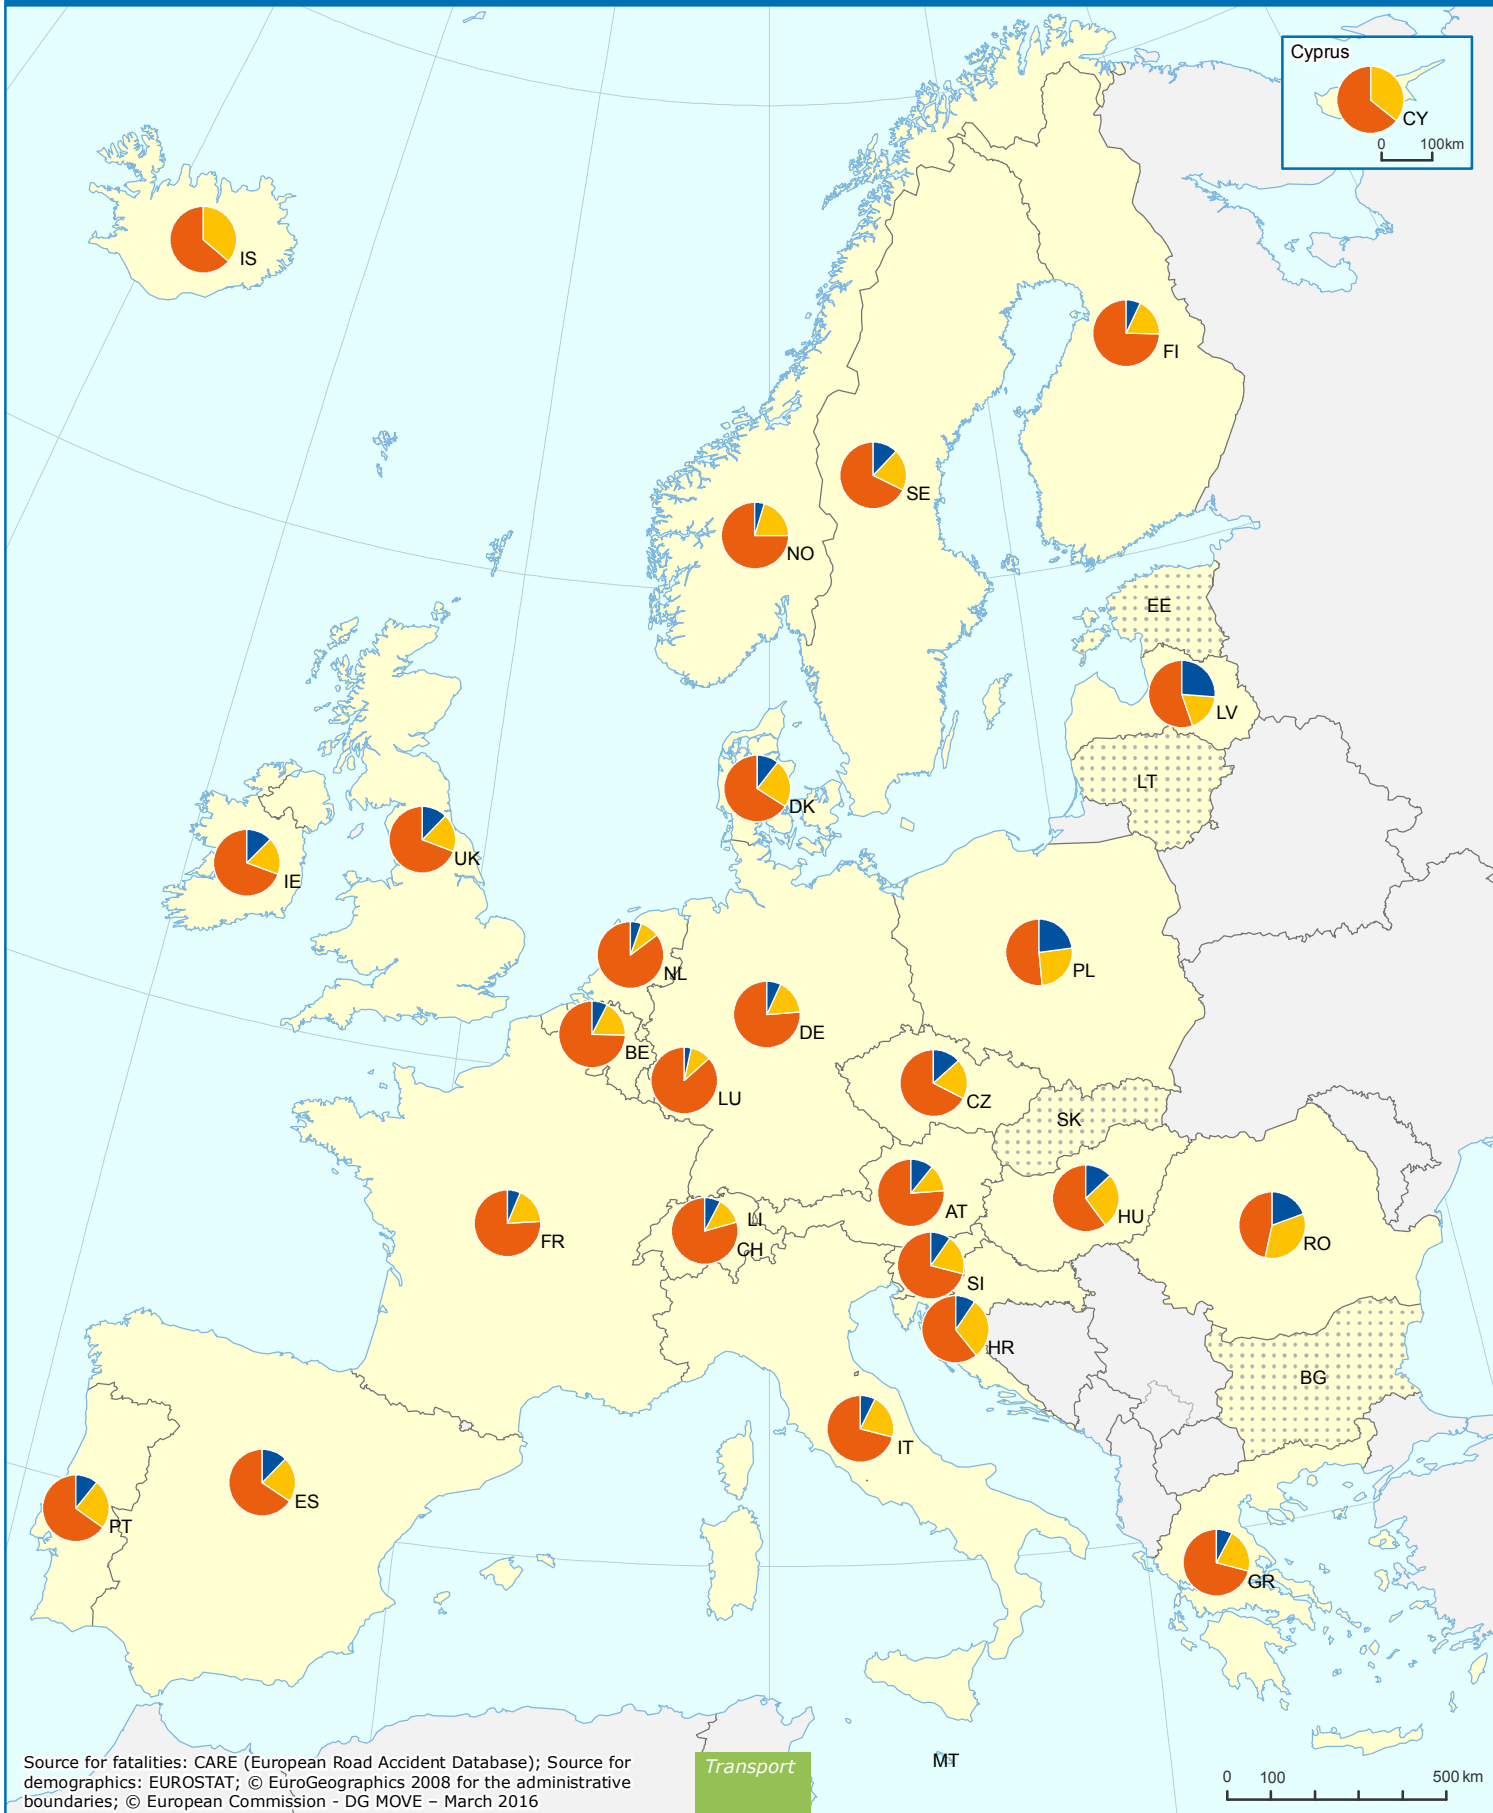 Cyprus
CY
0 100km
IS
FI
SE
NO
EE
LV
LT
DK
UK
IE
NL
PL
DE
BE
LU
CZ
SK
AT
HU
LI
CH
FR
RO
SI
HR
BG
IT
ES
PT
GR
MT
Source for fatalities: CARE (European Road Accident Database); Source for
demographics: EUROSTAT; © EuroGeographics 2008 for the administrative
boundaries; © European Commission - DG MOVE – March 2016
Transport
0 100 500 km